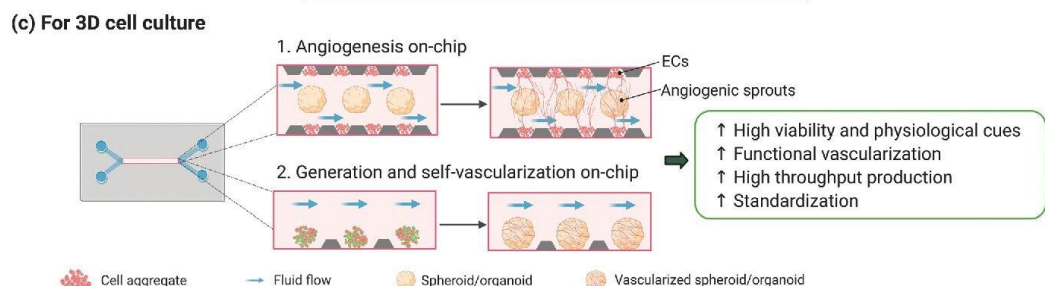 (c) For 3D cell culture
1. Angiogenesis on-chip
ECs
Angiogenic sprouts
2. Generation and self-vascularization on-chip
↑ High viability and physiological cues
↑ Functional vascularization
↑ High throughput production
↑ Standardization
Cell aggregate
Fluid flow
Spheroid/organoid
Vascularized spheroid/organoid